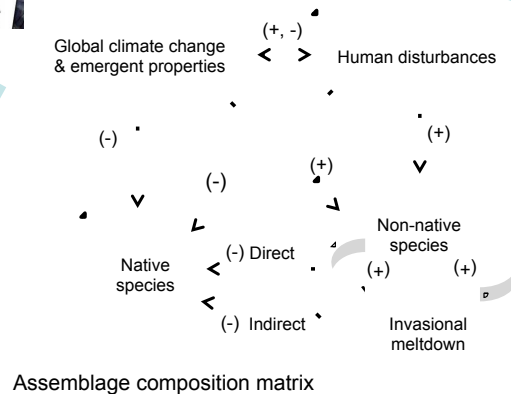 (+, -)
Global climate change
& emergent properties
Human disturbances
(-)
(+)
(-)
(+)
Non-native
species
(-) Direct
Native
species
(+)
(+)
(-) Indirect
Invasional
meltdown
Assemblage composition matrix